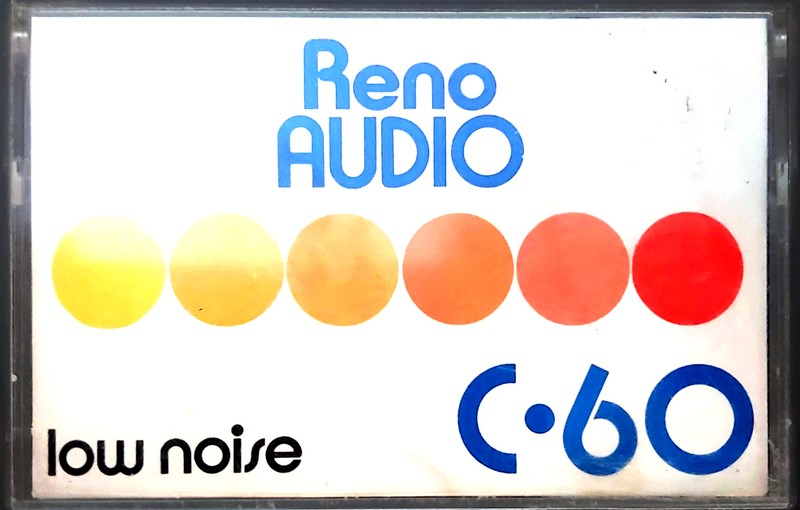 Reno
AUDIO
C·60
low noise